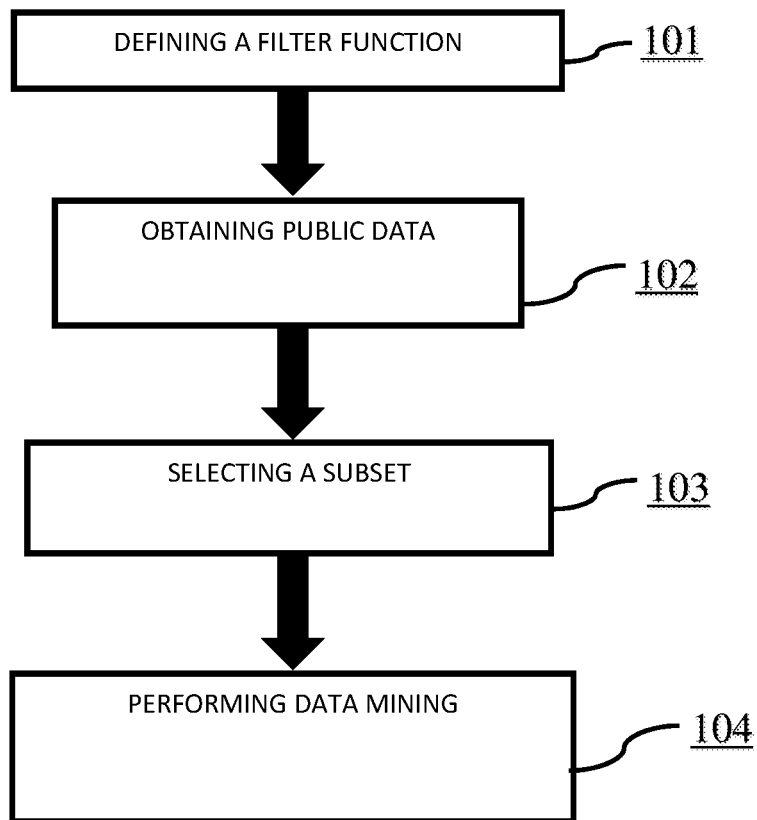 DEFINING A FILTER FUNCTION
101
OBTAINING PUBLIC DATA
102
SELECTING A SUBSET
103
PERFORMING DATA MINING
104